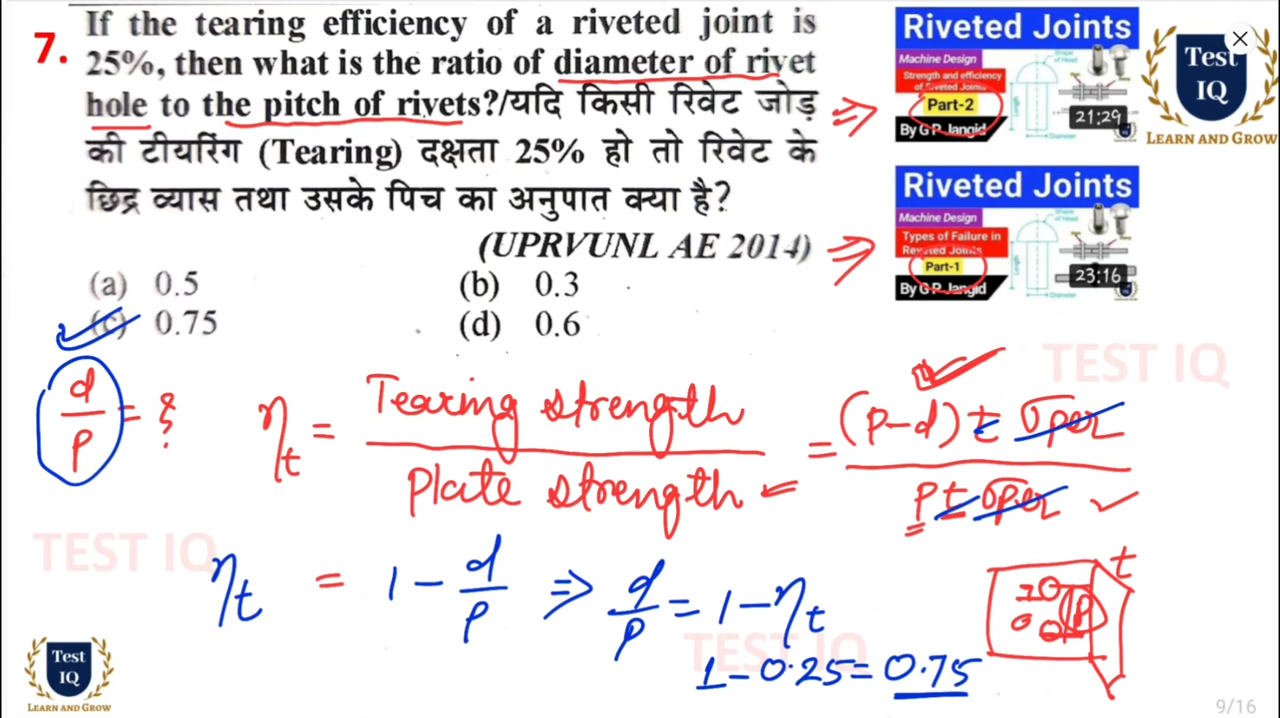 7. If the tearing efficiency of a riveted joint is
25%, then what is the ratio of diameter of rivet
hole to the pitch of rivets?/यदि किसी रिवेट जोड़
की टीयरिंग (Tearing) दक्षता 25% हो तो रिवेट के
छिद्र व्यास तथा उसके पिच का अनुपात क्या है?
(UPRVUNL AE 2014)
(a) 0.5 (b) 0.3
(c) 0.75 (d) 0.6
Riveted Joints
Machine Design
Strength and efficiency
of Riveted Joints
Part-2
By G P Jangid
21:29
Riveted Joints
Machine Design
Types of Failure in
Riveted Joints
Part-1
By G P Jangid
23:16
Test
IQ
LEARN AND GROW
TEST IQ
d/p = ?
ηt = Tearing strength / Plate strength = (p-d) t σper / p t σper
TEST IQ
ηt = 1 - d/p ⇒ d/p = 1 - ηt
TEST IQ
1 - 0.25 = 0.75
t
P
Test
IQ
LEARN AND GROW
9/16